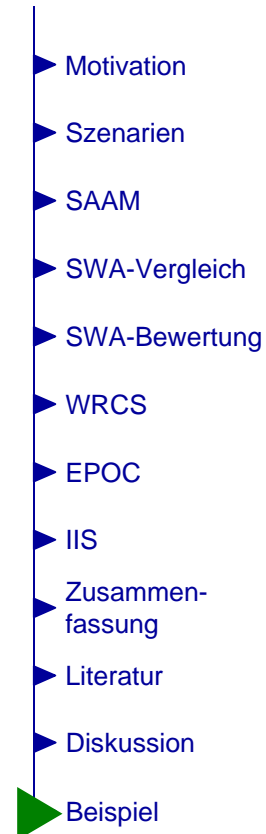 Motivation
Szenarien
SAAM
SWA-Vergleich
SWA-Bewertung
WRCS
EPOC
IIS
Zusammen-
fassung
Literatur
Diskussion
Beispiel